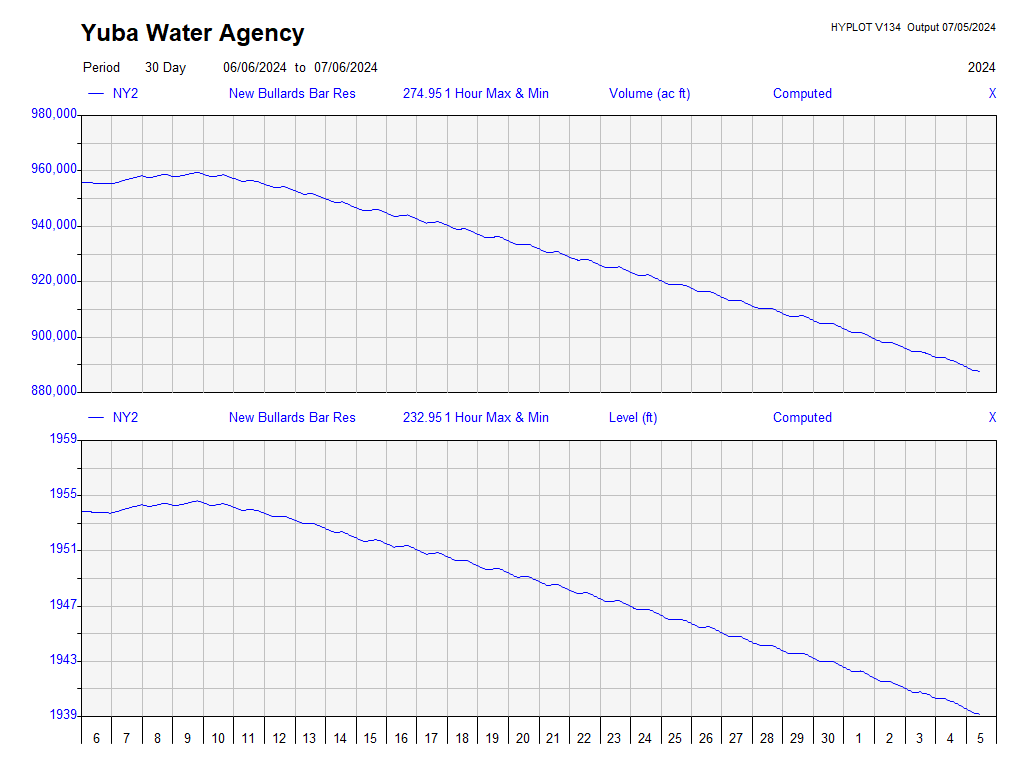 Yuba Water Agency
HYPLOT V134 Output 07/05/2024
Period 30 Day 06/06/2024 to 07/06/2024 2024
NY2 New Bullards Bar Res 274.95 1 Hour Max & Min Volume (ac ft) Computed X
980,000
960,000
940,000
920,000
900,000
880,000
NY2 New Bullards Bar Res 232.95 1 Hour Max & Min Level (ft) Computed X
1959
1955
1951
1947
1943
1939
6 7 8 9 10 11 12 13 14 15 16 17 18 19 20 21 22 23 24 25 26 27 28 29 30 1 2 3 4 5